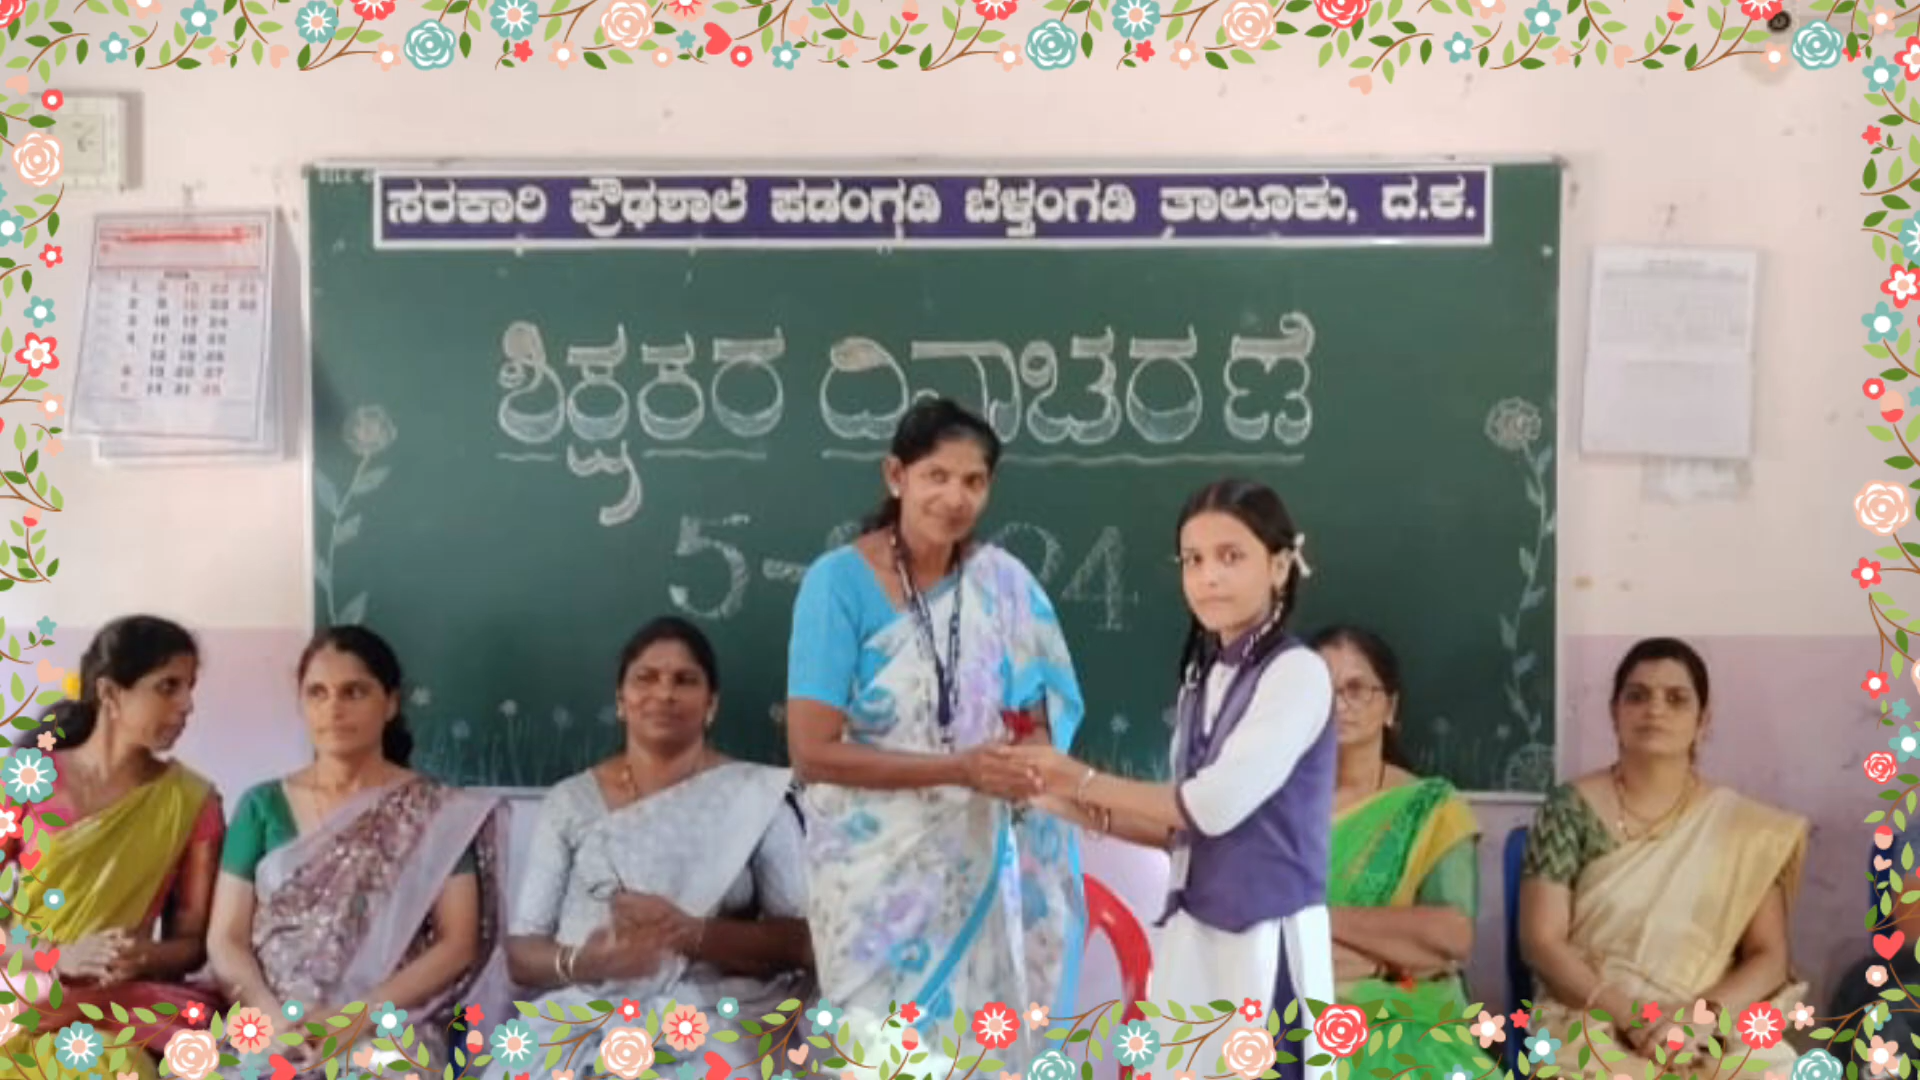 ಸರಕಾರಿ ಪ್ರೌಢಶಾಲೆ ಪಡಂಗಡಿ ಬೆಳ್ತಂಗಡಿ ತಾಲೂಕು, ದ.ಕ.
ಶಿಕ್ಷಕರ ದಿನಾಚರಣೆ